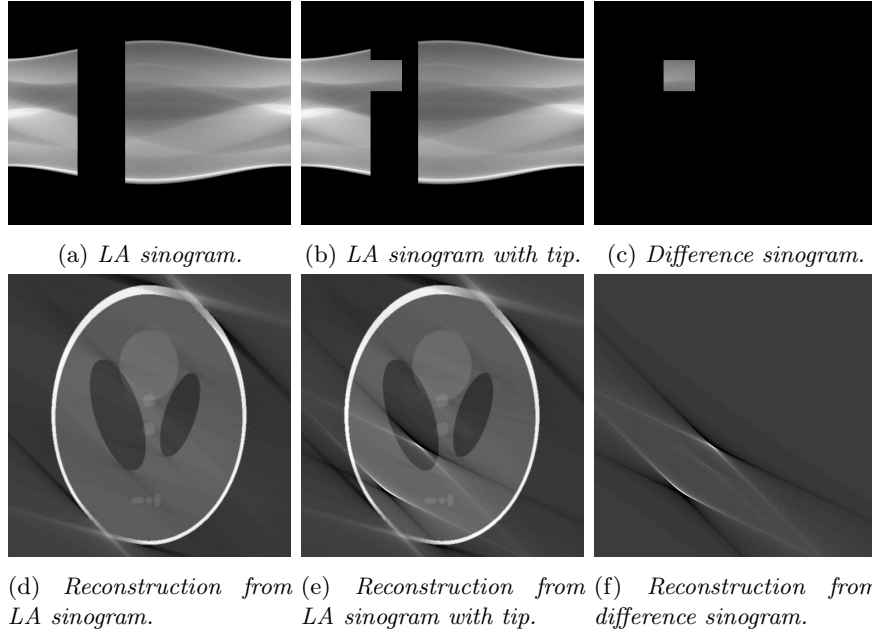 (a) LA sinogram.
(b) LA sinogram with tip.
(c) Difference sinogram.
(d) Reconstruction from
LA sinogram.
(e) Reconstruction from
LA sinogram with tip.
(f) Reconstruction from
difference sinogram.